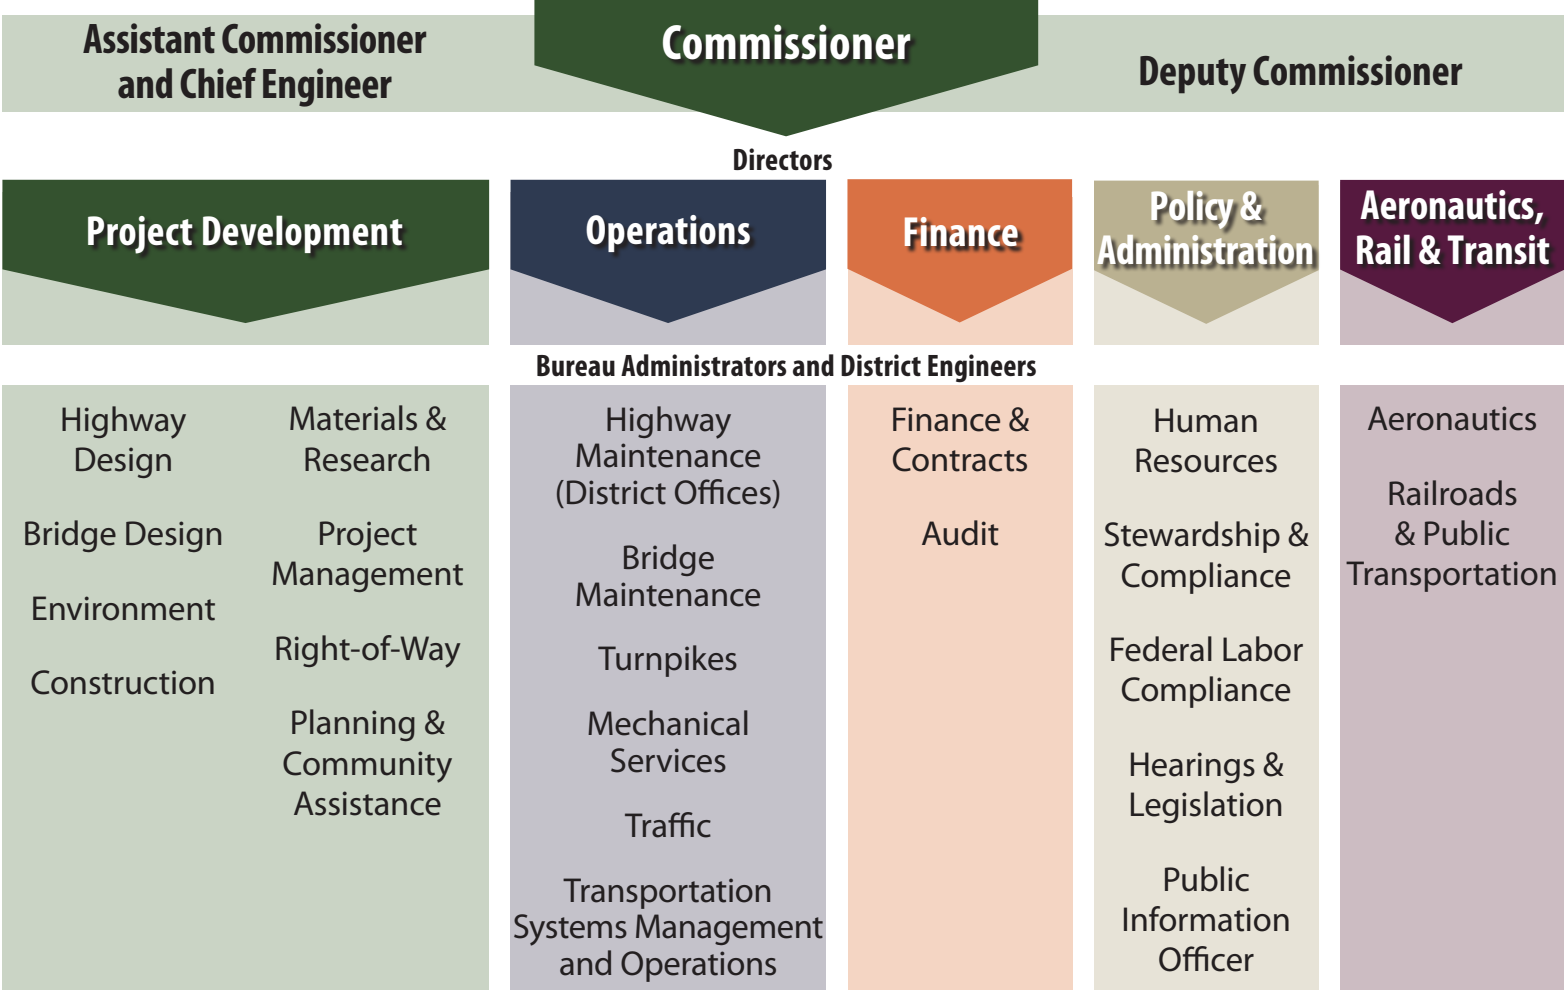 Assistant Commissioner
and Chief Engineer
Commissioner
Deputy Commissioner
Directors
Project Development
Operations
Finance
Policy &
Administration
Aeronautics,
Rail & Transit
Bureau Administrators and District Engineers
Highway
Design
Bridge Design
Environment
Construction
Materials &
Research
Project
Management
Right-of-Way
Planning &
Community
Assistance
Highway
Maintenance
(District Offices)
Bridge
Maintenance
Turnpikes
Mechanical
Services
Traffic
Transportation
Systems Management
and Operations
Finance &
Contracts
Audit
Human
Resources
Stewardship &
Compliance
Federal Labor
Compliance
Hearings &
Legislation
Public
Information
Officer
Aeronautics
Railroads
& Public
Transportation